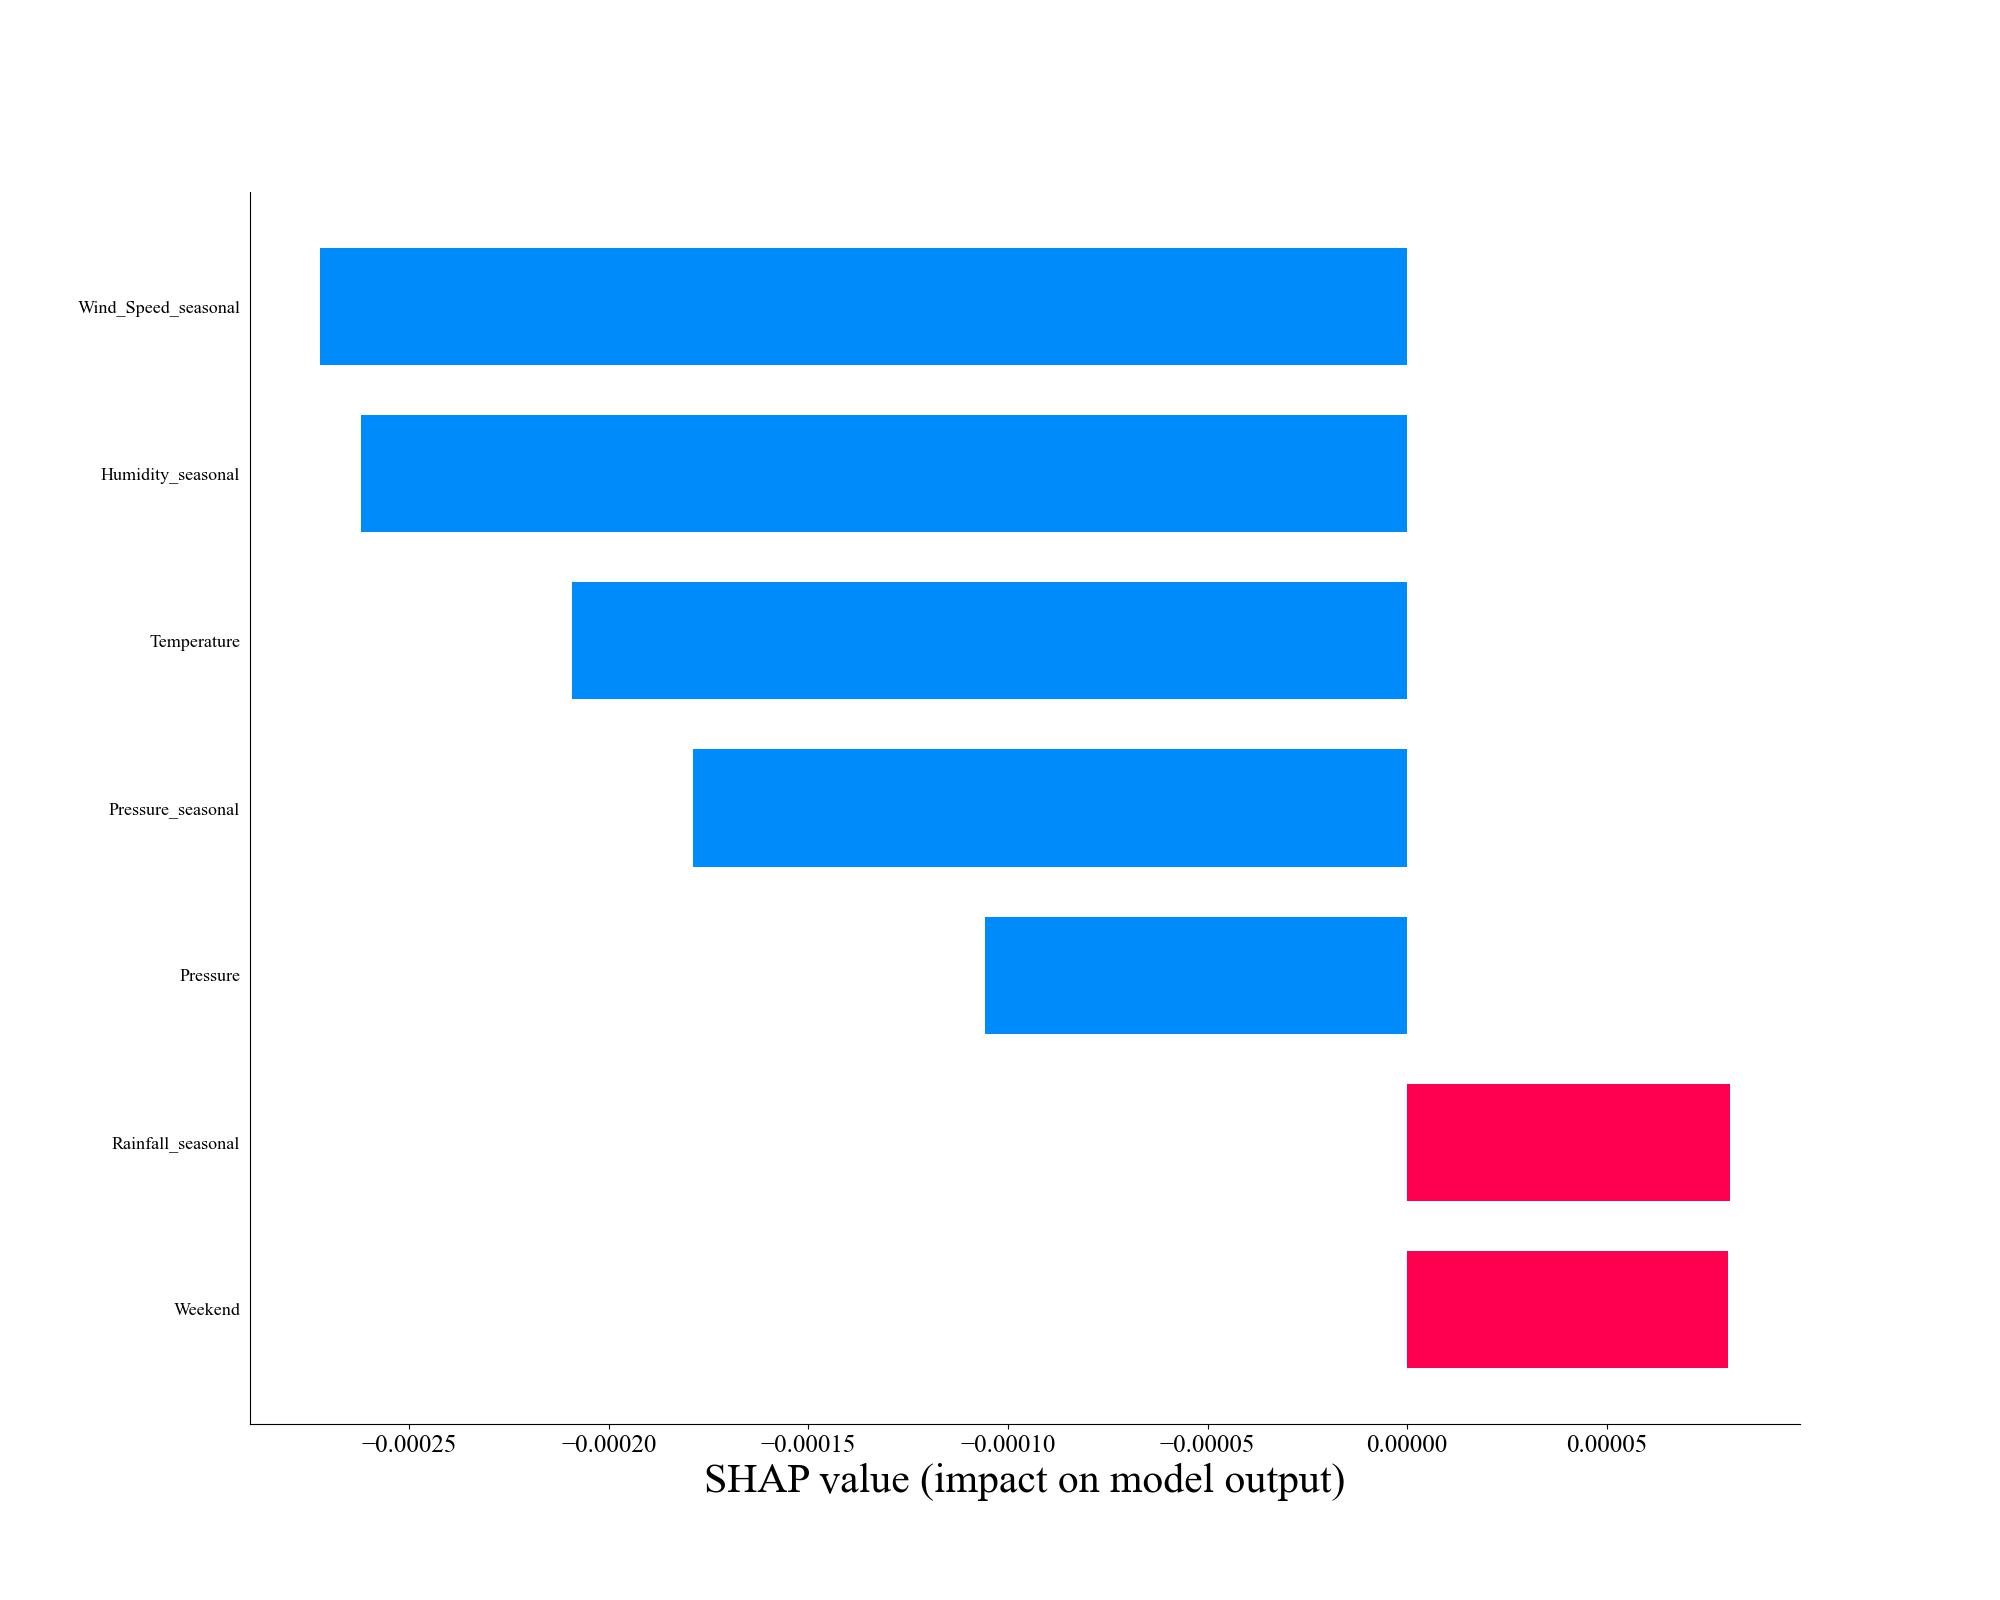 Wind_Speed_seasonal
Humidity_seasonal
Temperature
Pressure_seasonal
Pressure
Rainfall_seasonal
Weekend
−0.00025 −0.00020 −0.00015 −0.00010 −0.00005 0.00000 0.00005
SHAP value (impact on model output)